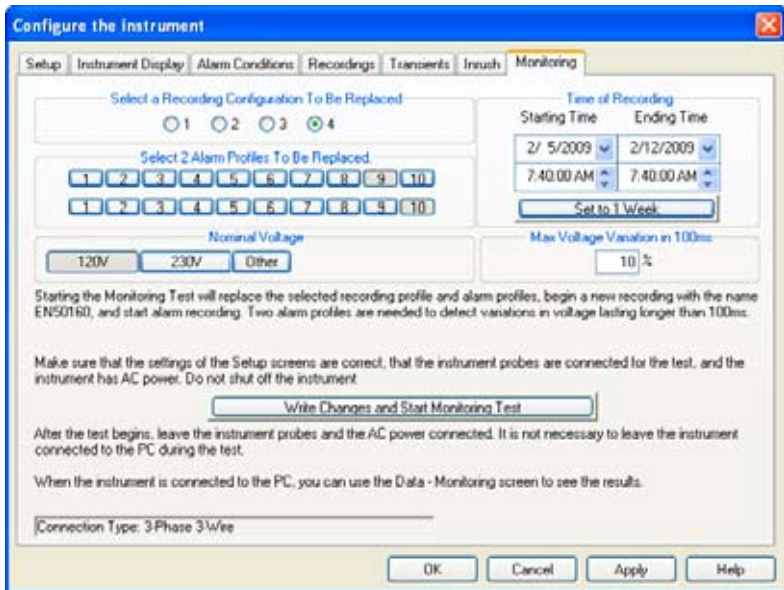 Configure the instrument
Setup Instrument Display Alarm Conditions Recordings Transients Inrush Monitoring
Select a Recording Configuration To Be Replaced
1 2 3 4
Time of Recording
Starting Time Ending Time
2/ 5/2009 2/12/2009
7:40:00 AM 7:40:00 AM
Set to 1 Week
Select 2 Alarm Profiles To Be Replaced.
1 2 3 4 5 6 7 8 9 10
1 2 3 4 5 6 7 8 9 10
Nominal Voltage
120V 230V Other
Max Voltage Variation in 100ms
10 %
Starting the Monitoring Test will replace the selected recording profile and alarm profiles, begin a new recording with the name
EN50160, and start alarm recording. Two alarm profiles are needed to detect variations in voltage lasting longer than 100ms.
Make sure that the settings of the Setup screens are correct, that the instrument probes are connected for the test, and the
instrument has AC power. Do not shut off the instrument
Write Changes and Start Monitoring Test
After the test begins, leave the instrument probes and the AC power connected. It is not necessary to leave the instrument
connected to the PC during the test.
When the instrument is connected to the PC, you can use the Data - Monitoring screen to see the results.
Connection Type: 3-Phase 3-Wire
OK Cancel Apply Help